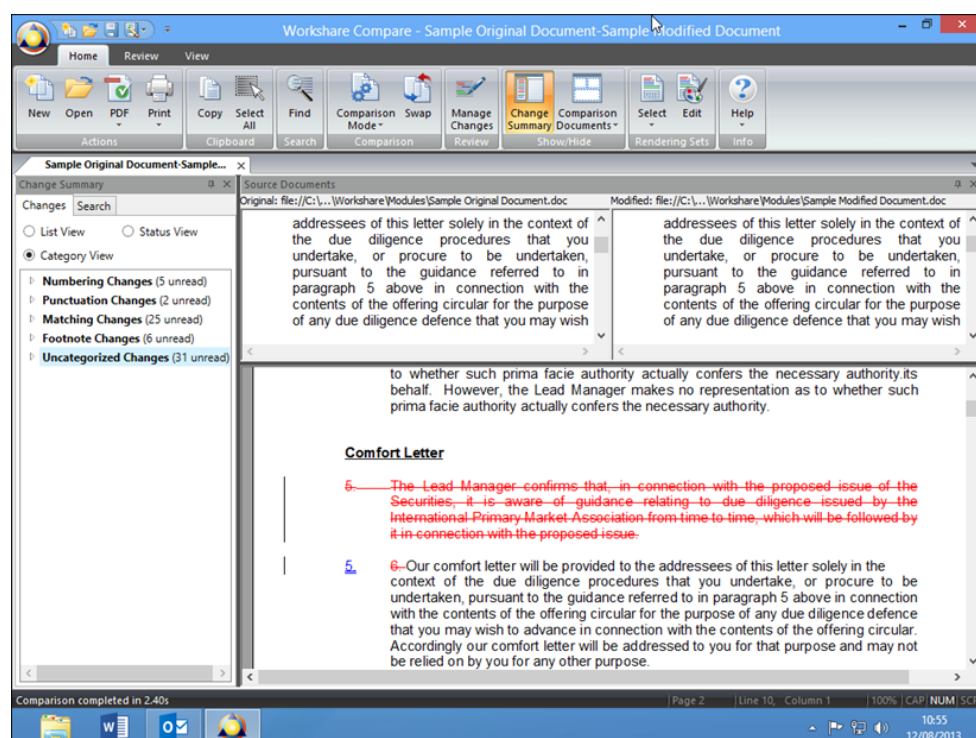 Workshare Compare - Sample Original Document-Sample Modified Document
Home Review View
New Open PDF Print Copy Select All Find Comparison Mode Swap Manage Changes Change Summary Comparison Documents Select Edit Help
Actions Clipboard Search Comparison Review Show/Hide Rendering Sets Info
Sample Original Document-Sample...
Change Summary
Changes Search
List View Status View
Category View
Numbering Changes (5 unread)
Punctuation Changes (2 unread)
Matching Changes (25 unread)
Footnote Changes (6 unread)
Uncategorized Changes (31 unread)
Source Documents
Original: file://C:\...\Workshare\Modules\Sample Original Document.doc
addressees of this letter solely in the context of
the due diligence procedures that you
undertake, or procure to be undertaken,
pursuant to the guidance referred to in
paragraph 5 above in connection with the
contents of the offering circular for the purpose
of any due diligence defence that you may wish
Modified: file://C:\...\Workshare\Modules\Sample Modified Document.doc
addressees of this letter solely in the context of
the due diligence procedures that you
undertake, or procure to be undertaken,
pursuant to the guidance referred to in
paragraph 5 above in connection with the
contents of the offering circular for the purpose
of any due diligence defence that you may wish
to whether such prima facie authority actually confers the necessary authority.its
behalf. However, the Lead Manager makes no representation as to whether such
prima facie authority actually confers the necessary authority.
Comfort Letter
5. The Lead Manager confirms that, in connection with the proposed issue of the
Securities, it is aware of guidance relating to due diligence issued by the
International Primary Market Association from time to time, which will be followed by
it in connection with the proposed issue.
5. 6. Our comfort letter will be provided to the addressees of this letter solely in the
context of the due diligence procedures that you undertake, or procure to be
undertaken, pursuant to the guidance referred to in paragraph 5 above in connection
with the contents of the offering circular for the purpose of any due diligence defence
that you may wish to advance in connection with the contents of the offering circular.
Accordingly our comfort letter will be addressed to you for that purpose and may not
be relied on by you for any other purpose.
Comparison completed in 2.40s Page 2 Line 10, Column 1 100% CAP NUM SCR
10:55
12/08/2013